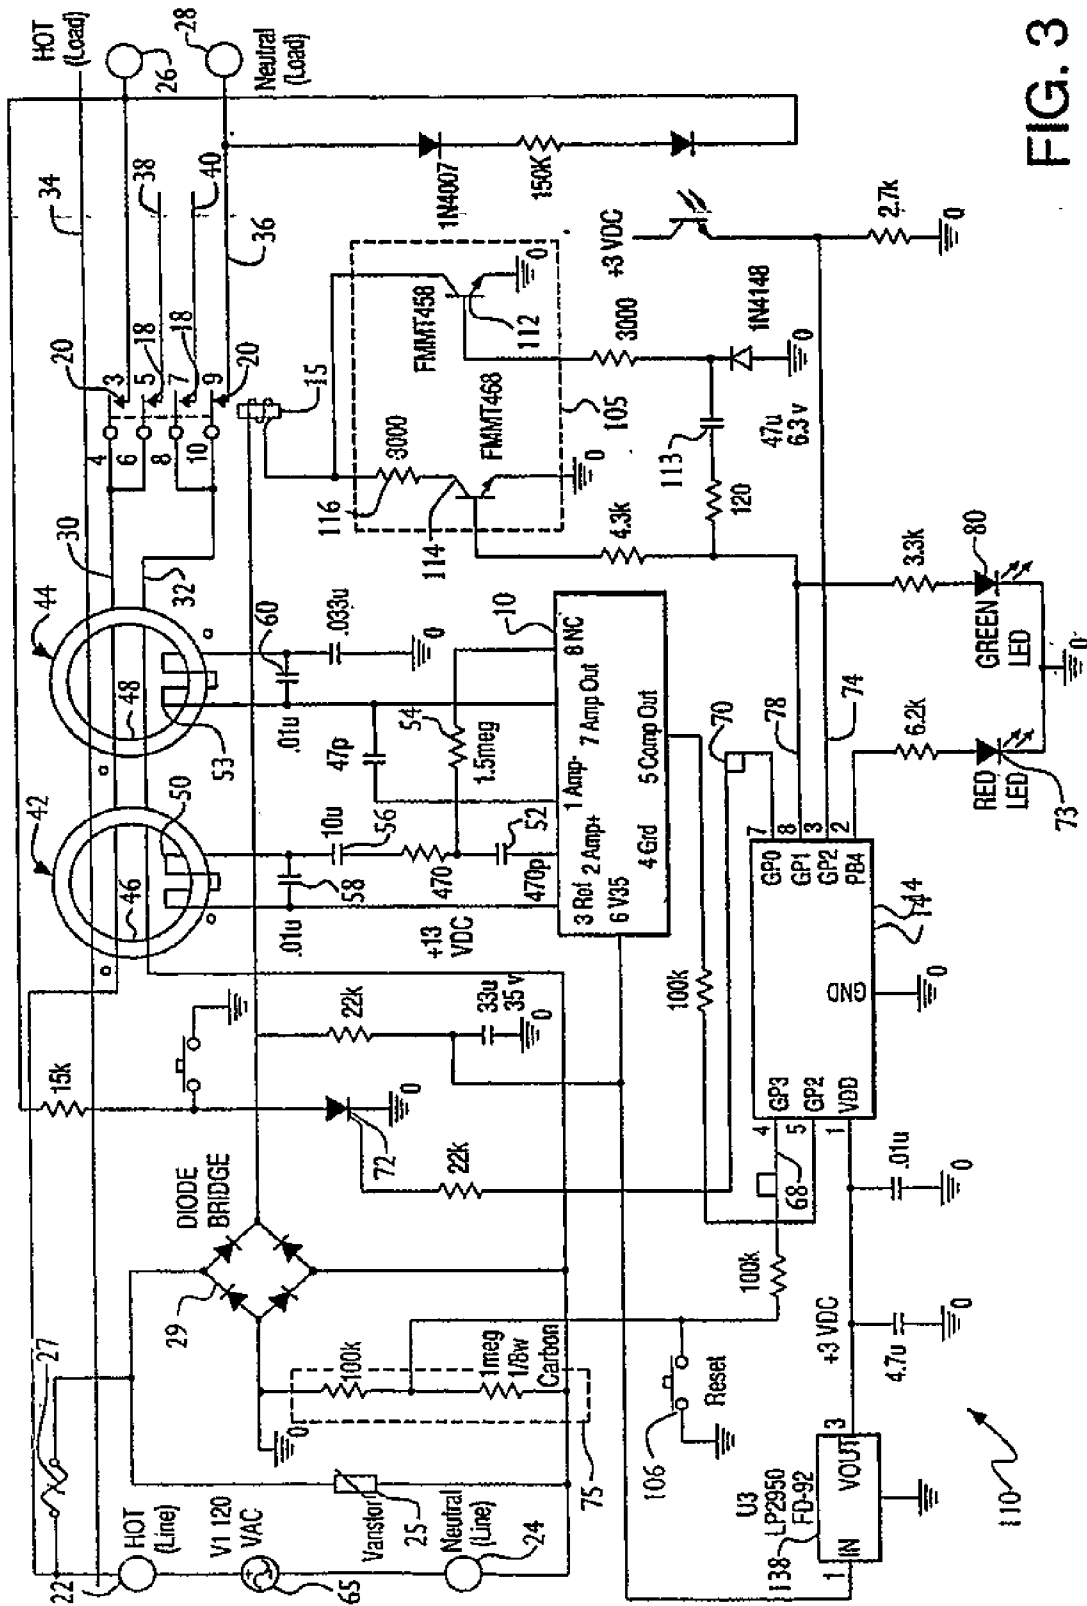 HOT
(Load)
28
26
Neutral
(Load)
34
38
40
36
20
3
18
5
18
7
9
20
4
6
8
10
15
30
32
44
48
53
60
.01u
.033u
0
42
46
50
58
.01u
10u
56
470
470p
52
47p
54
1.5meg
+13
VDC
10
8 NC
7 Amp Out
1 Amp-
2 Amp+
3 Ref
6 V35
5 Comp Out
4 Grd
1N4007
150K
FMMT458
112
0
3000
116
114
FMMT468
0
105
+3 VDC
2.7k
0
3000
1N4148
0
47u
6.3 v
113
120
4.3k
15k
22k
33u
35 v
0
0
72
22k
DIODE
BRIDGE
29
27
22
HOT
(Line)
V1 120
VAC
65
Varistor
25
Neutral
(Line)
24
0
100k
1meg
1/8w
Carbon
75
106
Reset
100k
100k
68
70
78
74
7
8
3
2
GP0
GP1
GP2
PB4
144
GND
0
4
5
1
GP3
GP2
VDD
.01u
0
+3 VDC
4.7u
0
U3
LP2950
FD-92
138
1
IN
VOUT
3
110
3.3k
80
GREEN
LED
6.2k
RED
LED
73
0
FIG. 3